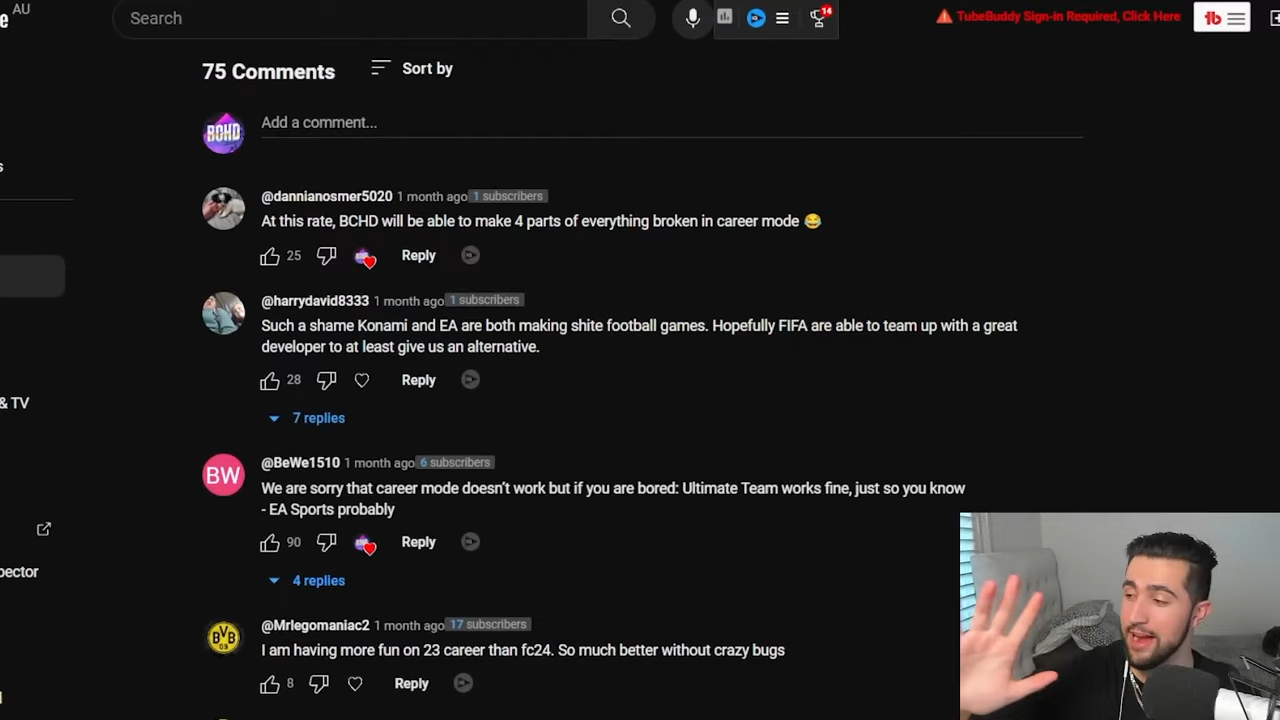 AU
e
Search
14
TubeBuddy Sign-in Required, Click Here
tb
75 Comments
Sort by
BCHD
Add a comment...
s
@dannianosmer5020 1 month ago 1 subscribers
At this rate, BCHD will be able to make 4 parts of everything broken in career mode 😂
25 Reply
@harrydavid8333 1 month ago 1 subscribers
Such a shame Konami and EA are both making shite football games. Hopefully FIFA are able to team up with a great
developer to at least give us an alternative.
28 Reply
& TV
7 replies
BW
@BeWe1510 1 month ago 6 subscribers
We are sorry that career mode doesn't work but if you are bored: Ultimate Team works fine, just so you know
- EA Sports probably
90 Reply
pector
4 replies
BVB
09
@Mrlegomaniac2 1 month ago 17 subscribers
I am having more fun on 23 career than fc24. So much better without crazy bugs
8 Reply